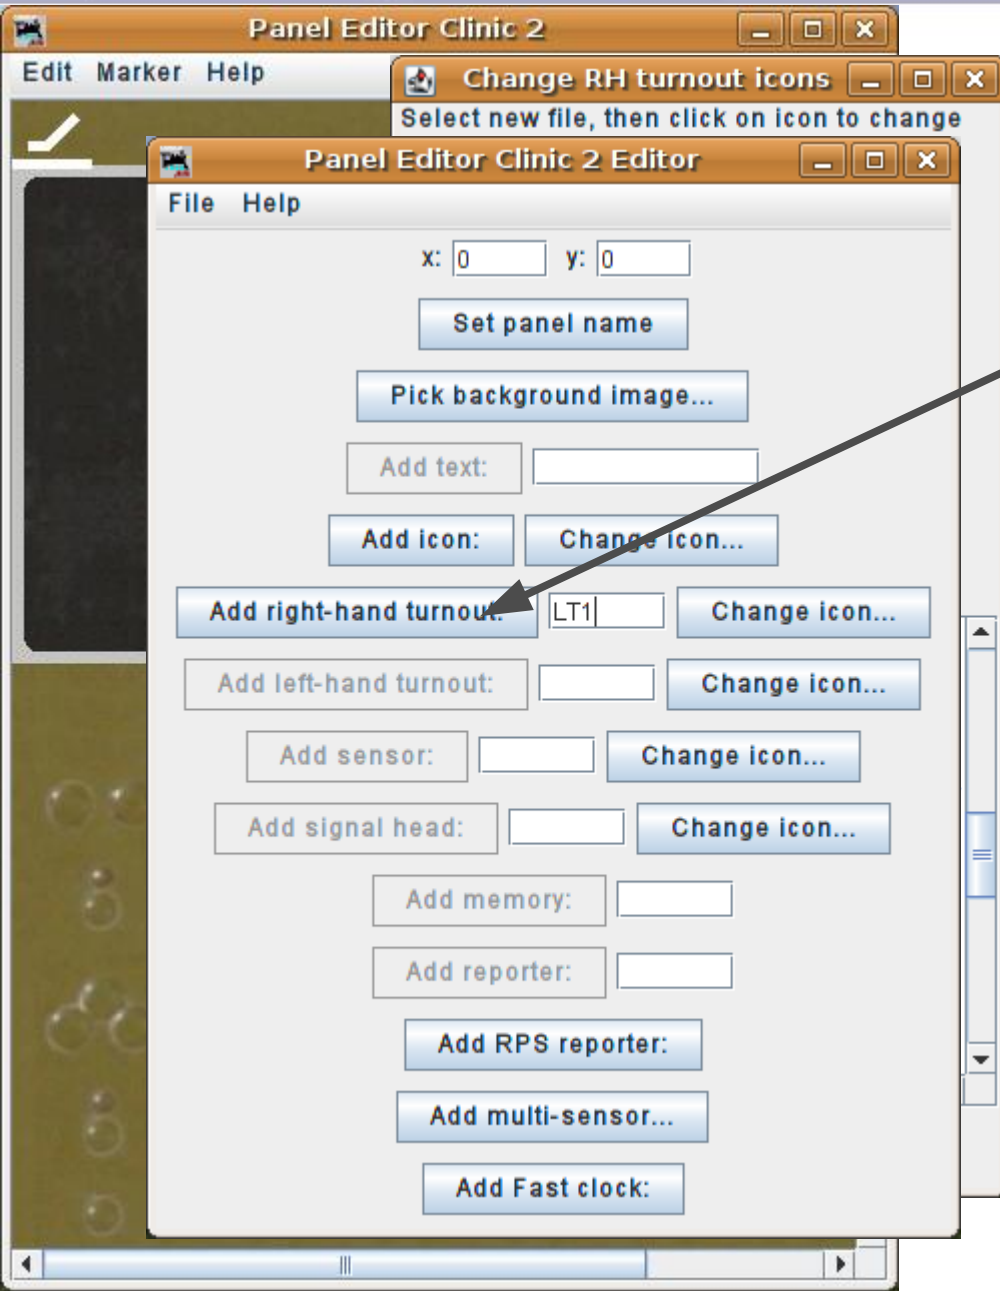 Panel Editor Clinic 2
Edit Marker Help
Change RH turnout icons
Select new file, then click on icon to change
Panel Editor Clinic 2 Editor
File Help
x: 0 y: 0
Set panel name
Pick background image...
Add text:
Add icon: Change icon...
Add right-hand turnout: LT1 Change icon...
Add left-hand turnout: Change icon...
Add sensor: Change icon...
Add signal head: Change icon...
Add memory:
Add reporter:
Add RPS reporter:
Add multi-sensor...
Add Fast clock: